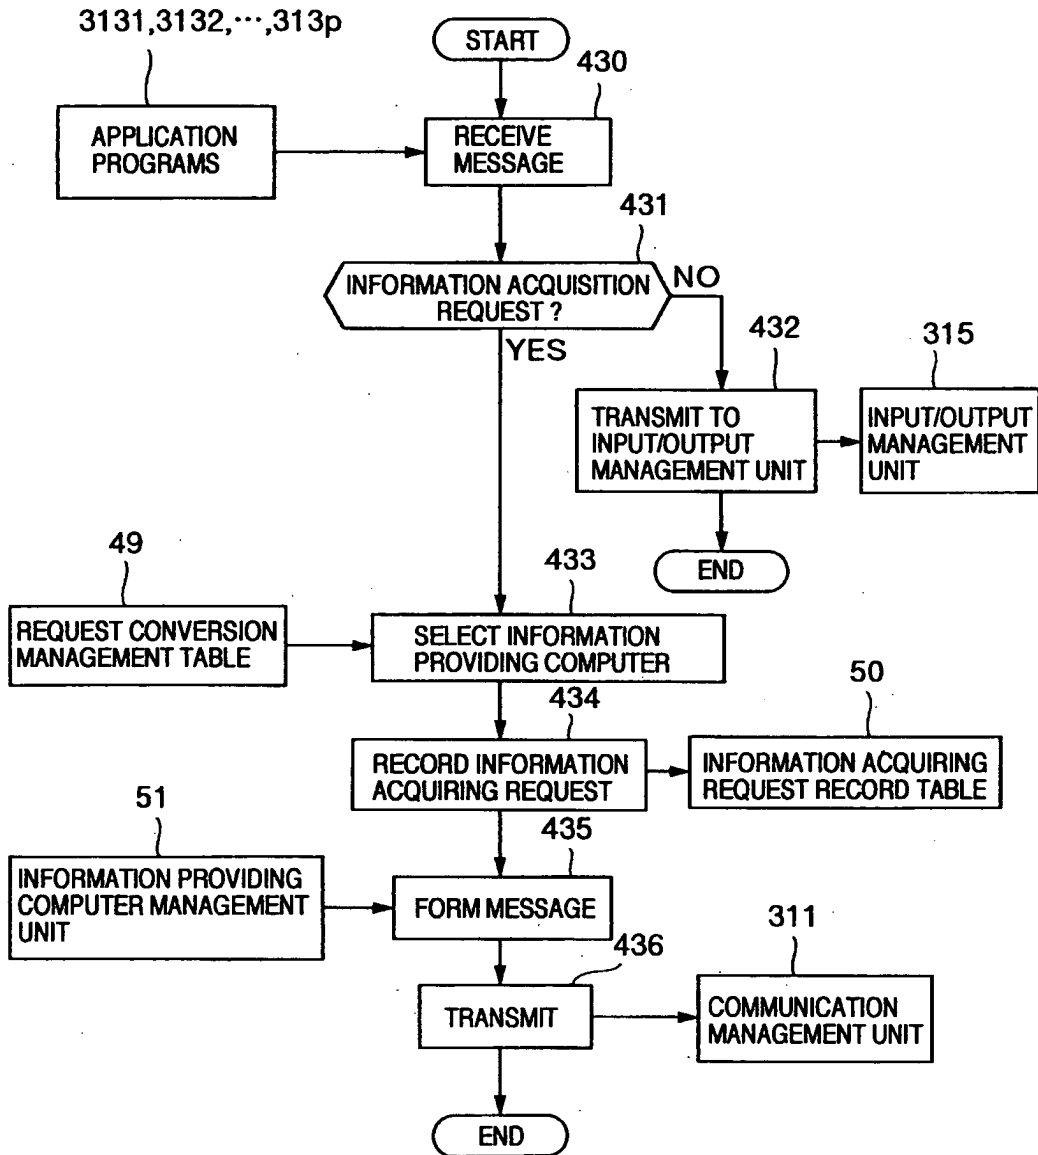 3131,3132,···,313p
START
430
APPLICATION
PROGRAMS
RECEIVE
MESSAGE
431
INFORMATION ACQUISITION
REQUEST ?
NO
YES
432
315
TRANSMIT TO
INPUT/OUTPUT
MANAGEMENT UNIT
INPUT/OUTPUT
MANAGEMENT
UNIT
END
49
433
REQUEST CONVERSION
MANAGEMENT TABLE
SELECT INFORMATION
PROVIDING COMPUTER
434
50
RECORD INFORMATION
ACQUIRING REQUEST
INFORMATION ACQUIRING
REQUEST RECORD TABLE
51
435
INFORMATION PROVIDING
COMPUTER MANAGEMENT
UNIT
FORM MESSAGE
436
311
TRANSMIT
COMMUNICATION
MANAGEMENT UNIT
END